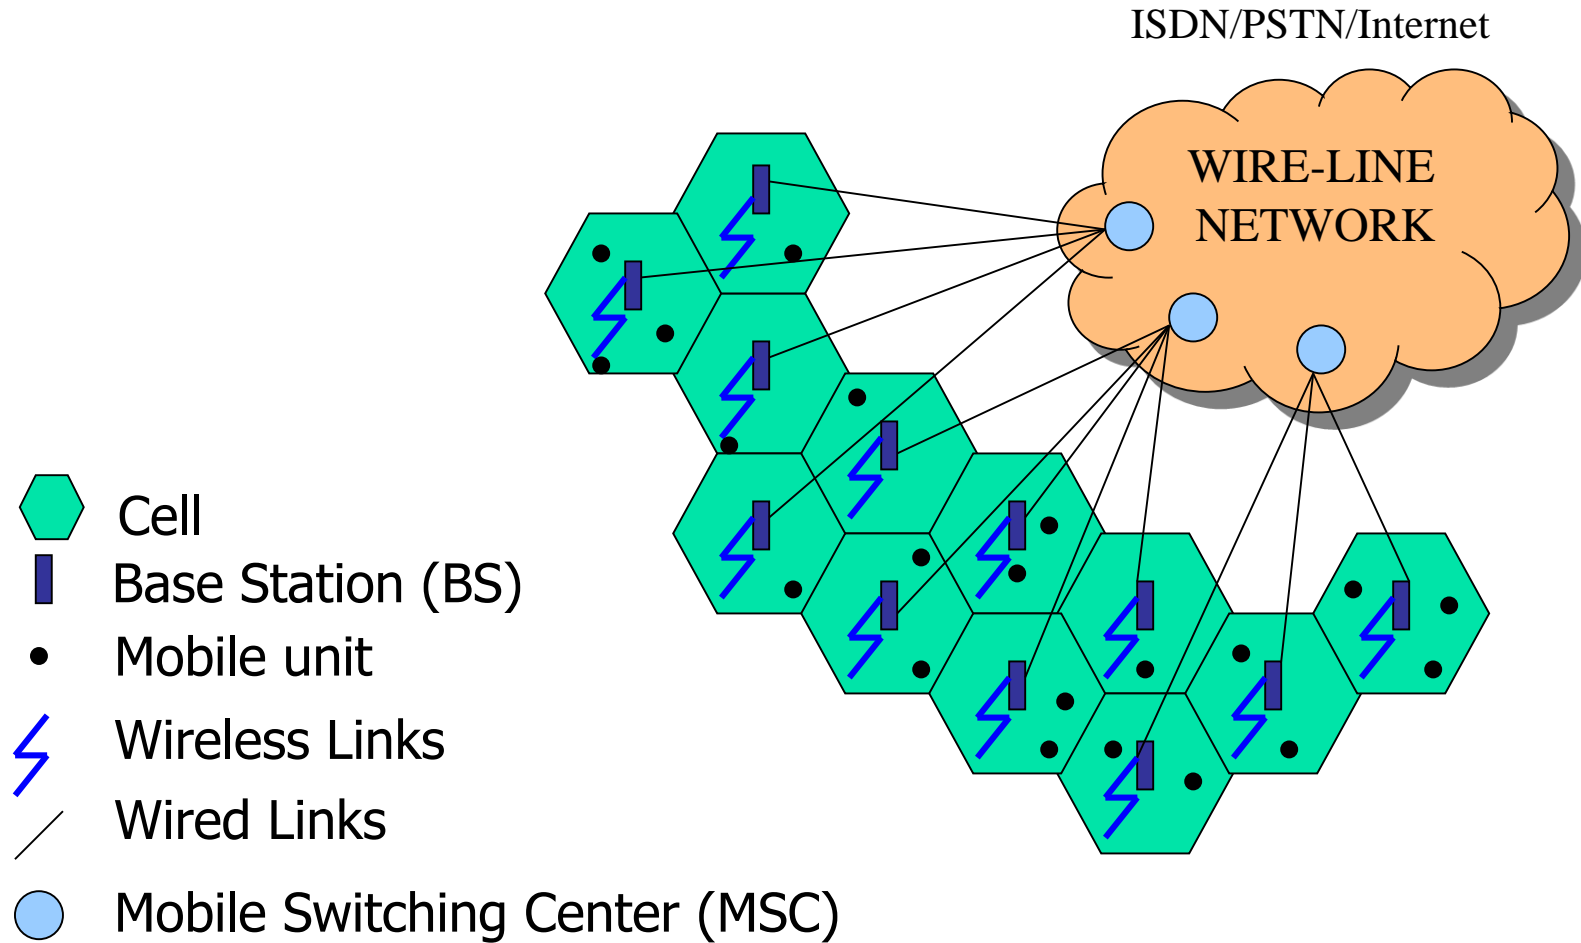 ISDN/PSTN/Internet
WIRE-LINE
NETWORK
Cell
Base Station (BS)
Mobile unit
Wireless Links
Wired Links
Mobile Switching Center (MSC)